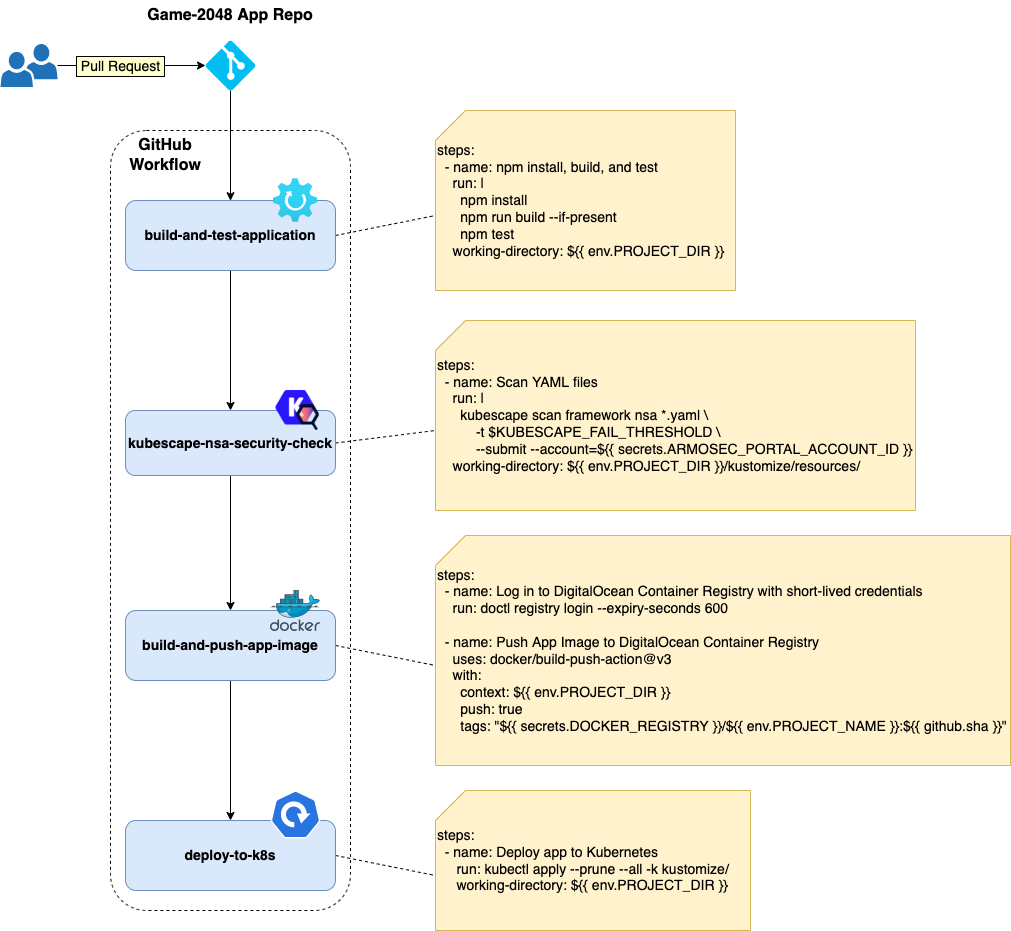 Game-2048 App Repo
Pull Request
GitHub
Workflow
build-and-test-application
steps:
- name: npm install, build, and test
run: |
npm install
npm run build --if-present
npm test
working-directory: ${{ env.PROJECT_DIR }}
kubescape-nsa-security-check
steps:
- name: Scan YAML files
run: |
kubescape scan framework nsa *.yaml \
-t $KUBESCAPE_FAIL_THRESHOLD \
--submit --account=${{ secrets.ARMOSEC_PORTAL_ACCOUNT_ID }}
working-directory: ${{ env.PROJECT_DIR }}/kustomize/resources/
docker
build-and-push-app-image
steps:
- name: Log in to DigitalOcean Container Registry with short-lived credentials
run: doctl registry login --expiry-seconds 600
- name: Push App Image to DigitalOcean Container Registry
uses: docker/build-push-action@v3
with:
context: ${{ env.PROJECT_DIR }}
push: true
tags: "${{ secrets.DOCKER_REGISTRY }}/${{ env.PROJECT_NAME }}:${{ github.sha }}"
deploy-to-k8s
steps:
- name: Deploy app to Kubernetes
run: kubectl apply --prune --all -k kustomize/
working-directory: ${{ env.PROJECT_DIR }}